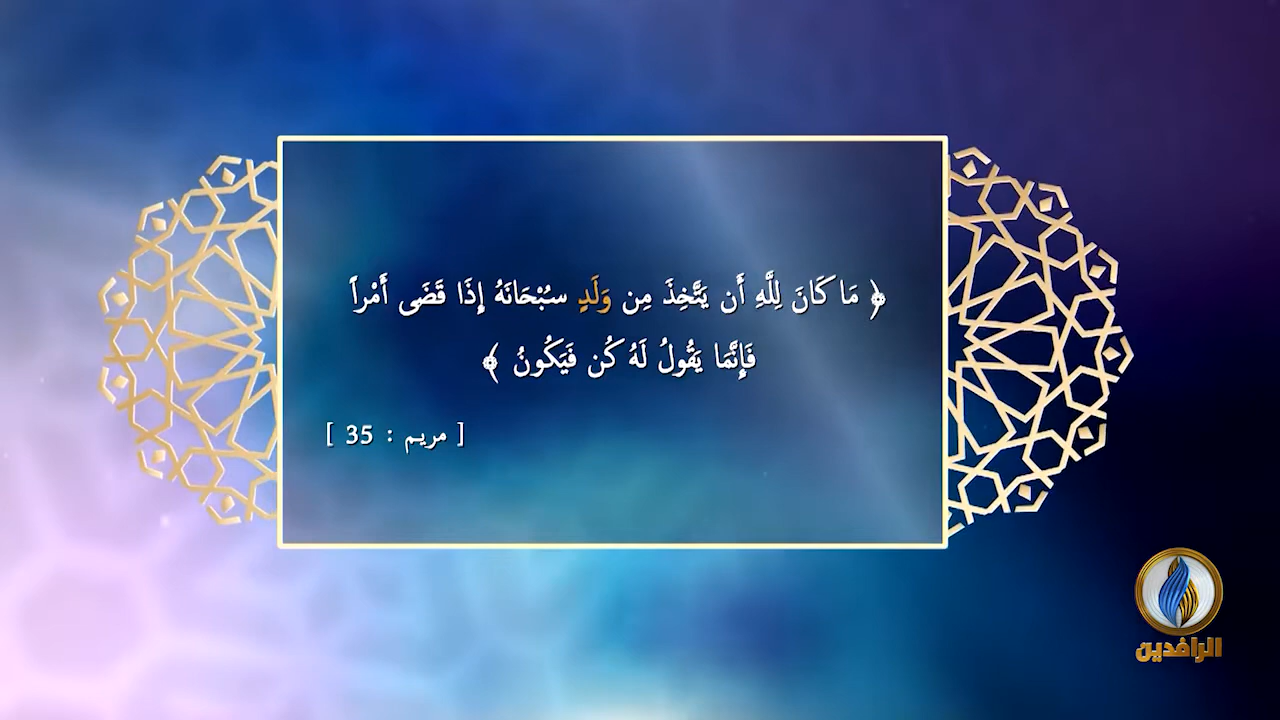 ﴿ مَا كَانَ لِلَّهِ أَن يَتَّخِذَ مِن وَلَدٍ سُبْحَانَهُ إِذَا قَضَى أَمْراً
فَإِنَّمَا يَقُولُ لَهُ كُن فَيَكُونُ ﴾
[ مريم : 35 ]
الرافدين